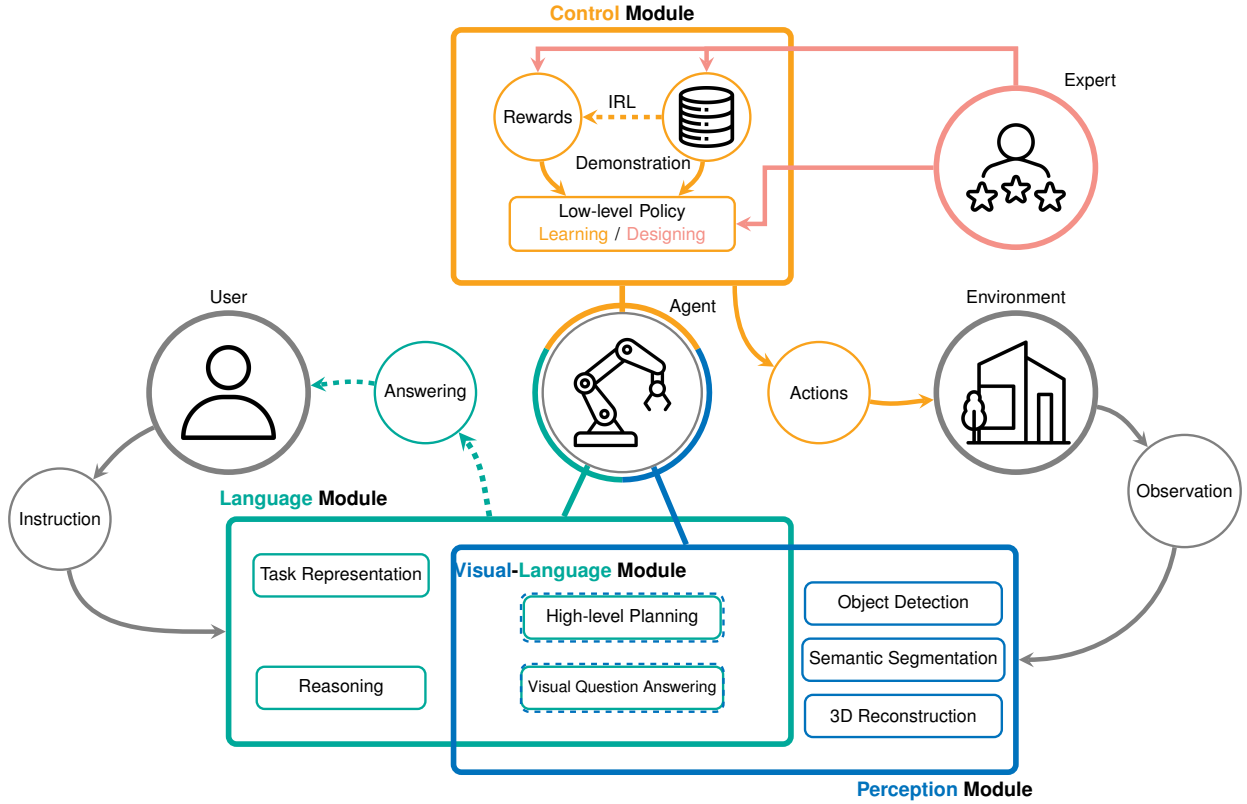 Control Module
Expert
IRL
Rewards
Demonstration
Low-level Policy
Learning / Designing
User
Agent
Environment
Answering
Actions
Instruction
Observation
Language Module
Visual-Language Module
Task Representation
High-level Planning
Object Detection
Semantic Segmentation
Reasoning
Visual Question Answering
3D Reconstruction
Perception Module